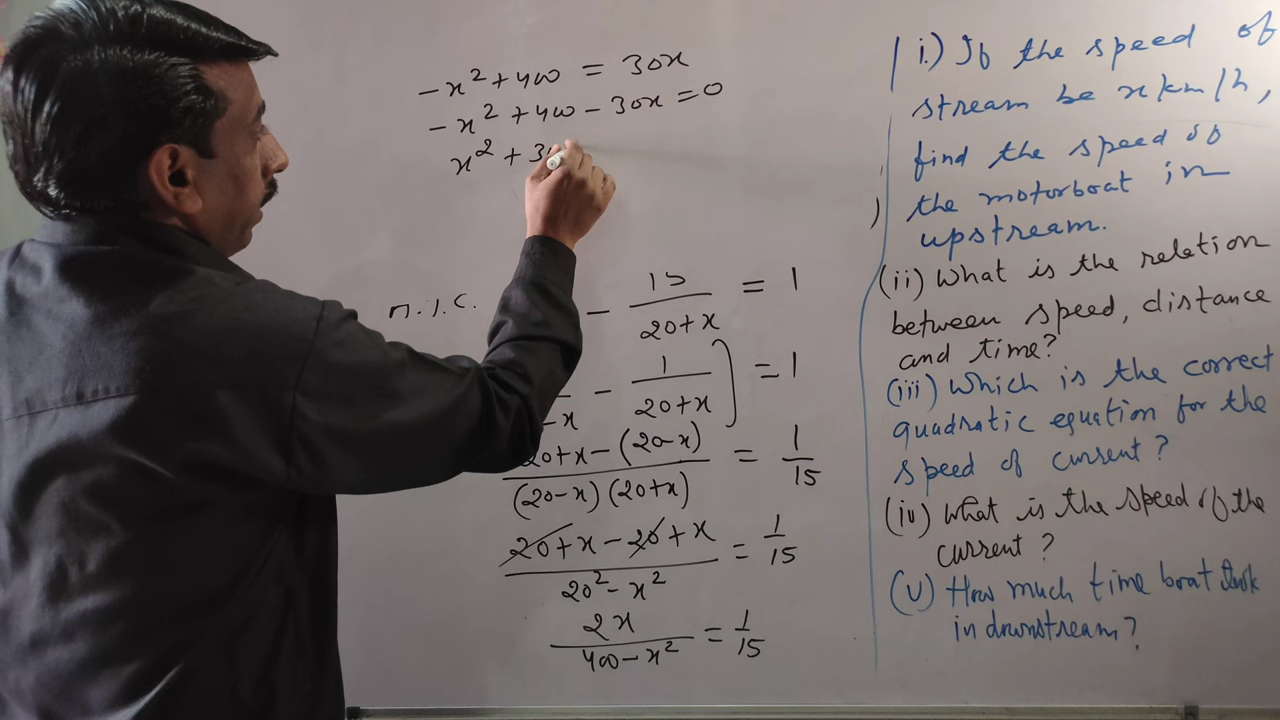 -x² + 400 = 30x
-x² + 400 - 30x = 0
x² + 3
A.T.C.
- 15/(20+x) = 1
- 1/(20+x) ] = 1
(20+x-(20-x))/((20-x)(20+x)) = 1/15
(20+x-20+x)/(20²-x²) = 1/15
2x/(400-x²) = 1/15
i.) If the speed of
stream be x km/h,
find the speed of
the motorboat in
upstream.
(ii) What is the relation
between speed, distance
and time?
(iii) Which is the correct
quadratic equation for the
speed of current?
(iv) What is the speed of the
current?
(v) How much time boat took
in downstream?